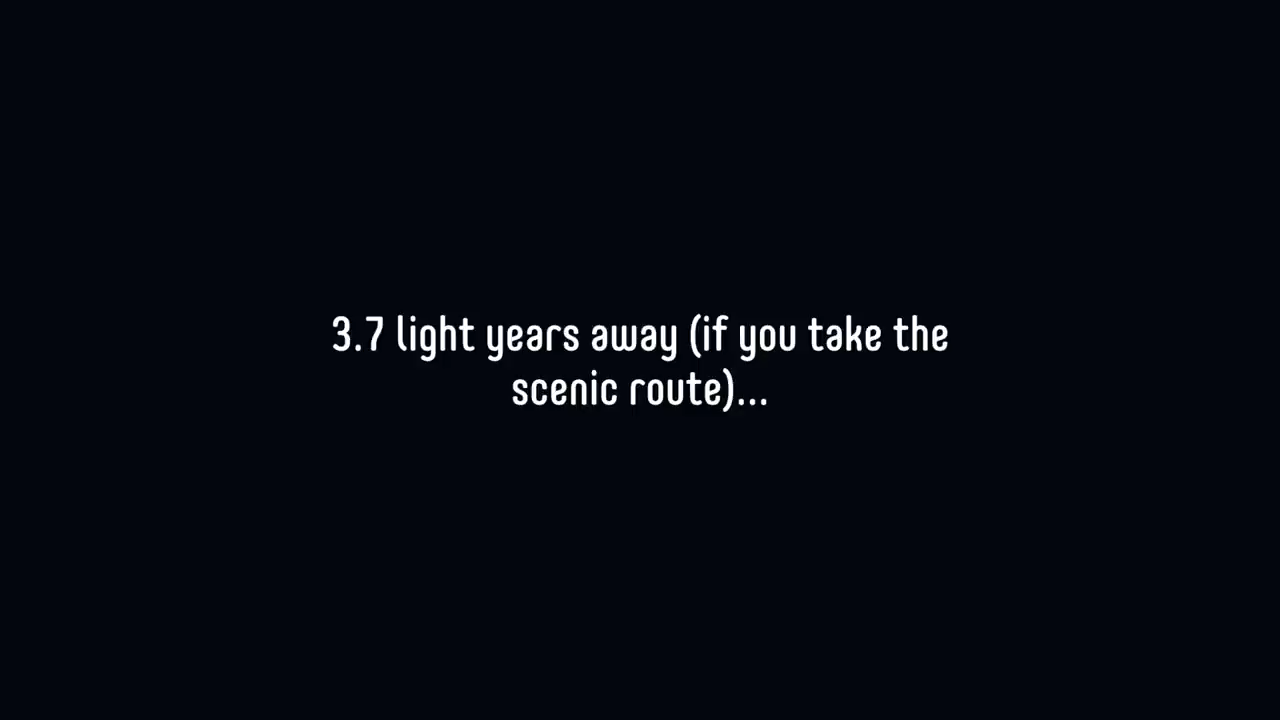 3.7 light years away (if you take the
scenic route)...